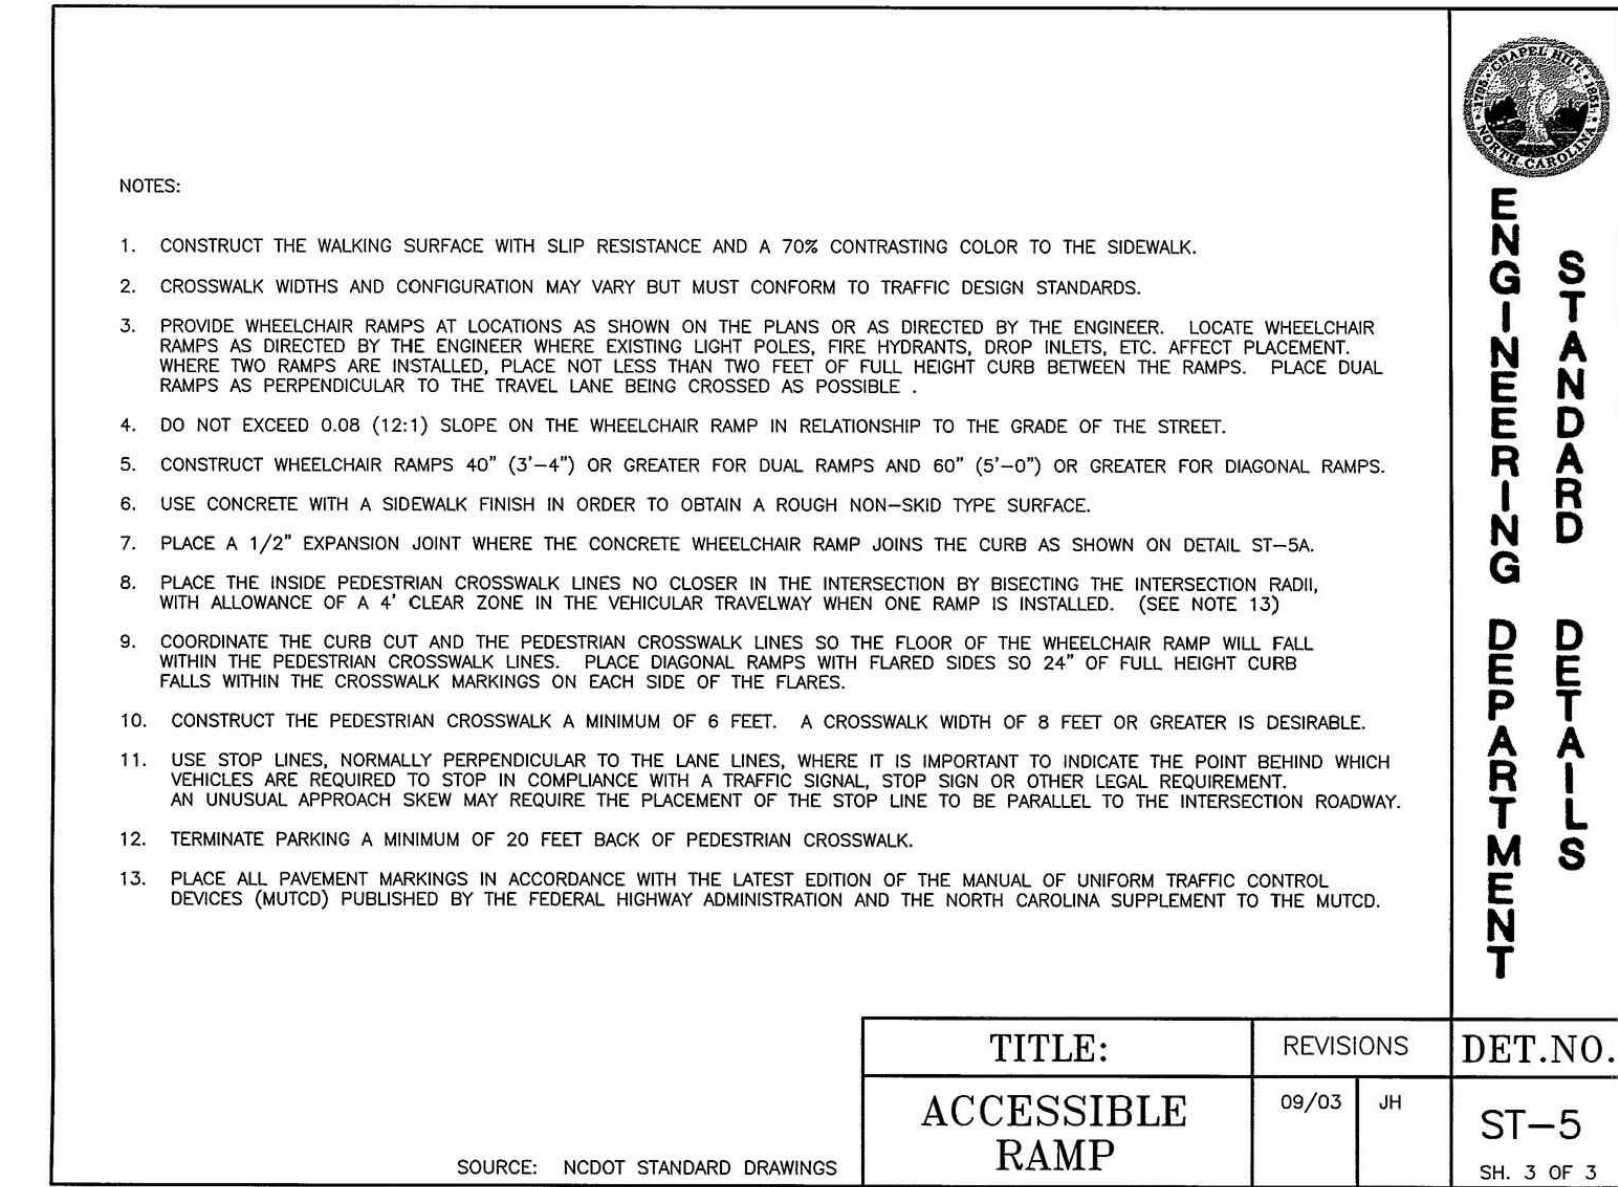 NOTES:
1. CONSTRUCT THE WALKING SURFACE WITH SLIP RESISTANCE AND A 70% CONTRASTING COLOR TO THE SIDEWALK.
2. CROSSWALK WIDTHS AND CONFIGURATION MAY VARY BUT MUST CONFORM TO TRAFFIC DESIGN STANDARDS.
3. PROVIDE WHEELCHAIR RAMPS AT LOCATIONS AS SHOWN ON THE PLANS OR AS DIRECTED BY THE ENGINEER. LOCATE WHEELCHAIR
RAMPS AS DIRECTED BY THE ENGINEER WHERE EXISTING LIGHT POLES, FIRE HYDRANTS, DROP INLETS, ETC. AFFECT PLACEMENT.
WHERE TWO RAMPS ARE INSTALLED, PLACE NOT LESS THAN TWO FEET OF FULL HEIGHT CURB BETWEEN THE RAMPS. PLACE DUAL
RAMPS AS PERPENDICULAR TO THE TRAVEL LANE BEING CROSSED AS POSSIBLE .
4. DO NOT EXCEED 0.08 (12:1) SLOPE ON THE WHEELCHAIR RAMP IN RELATIONSHIP TO THE GRADE OF THE STREET.
5. CONSTRUCT WHEELCHAIR RAMPS 40" (3'-4") OR GREATER FOR DUAL RAMPS AND 60" (5'-0") OR GREATER FOR DIAGONAL RAMPS.
6. USE CONCRETE WITH A SIDEWALK FINISH IN ORDER TO OBTAIN A ROUGH NON-SKID TYPE SURFACE.
7. PLACE A 1/2" EXPANSION JOINT WHERE THE CONCRETE WHEELCHAIR RAMP JOINS THE CURB AS SHOWN ON DETAIL ST-5A.
8. PLACE THE INSIDE PEDESTRIAN CROSSWALK LINES NO CLOSER IN THE INTERSECTION BY BISECTING THE INTERSECTION RADII,
WITH ALLOWANCE OF A 4' CLEAR ZONE IN THE VEHICULAR TRAVELWAY WHEN ONE RAMP IS INSTALLED. (SEE NOTE 13)
9. COORDINATE THE CURB CUT AND THE PEDESTRIAN CROSSWALK LINES SO THE FLOOR OF THE WHEELCHAIR RAMP WILL FALL
WITHIN THE PEDESTRIAN CROSSWALK LINES. PLACE DIAGONAL RAMPS WITH FLARED SIDES SO 24" OF FULL HEIGHT CURB
FALLS WITHIN THE CROSSWALK MARKINGS ON EACH SIDE OF THE FLARES.
10. CONSTRUCT THE PEDESTRIAN CROSSWALK A MINIMUM OF 6 FEET. A CROSSWALK WIDTH OF 8 FEET OR GREATER IS DESIRABLE.
11. USE STOP LINES, NORMALLY PERPENDICULAR TO THE LANE LINES, WHERE IT IS IMPORTANT TO INDICATE THE POINT BEHIND WHICH
VEHICLES ARE REQUIRED TO STOP IN COMPLIANCE WITH A TRAFFIC SIGNAL, STOP SIGN OR OTHER LEGAL REQUIREMENT.
AN UNUSUAL APPROACH SKEW MAY REQUIRE THE PLACEMENT OF THE STOP LINE TO BE PARALLEL TO THE INTERSECTION ROADWAY.
12. TERMINATE PARKING A MINIMUM OF 20 FEET BACK OF PEDESTRIAN CROSSWALK.
13. PLACE ALL PAVEMENT MARKINGS IN ACCORDANCE WITH THE LATEST EDITION OF THE MANUAL OF UNIFORM TRAFFIC CONTROL
DEVICES (MUTCD) PUBLISHED BY THE FEDERAL HIGHWAY ADMINISTRATION AND THE NORTH CAROLINA SUPPLEMENT TO THE MUTCD.
SOURCE: NCDOT STANDARD DRAWINGS
TITLE:
ACCESSIBLE
RAMP
REVISIONS
09/03 JH
DET.NO.
ST-5
SH. 3 OF 3
ENGINEERING DEPARTMENT
STANDARD DETAILS
CHAPEL HILL
1793 1851
NORTH CAROLINA